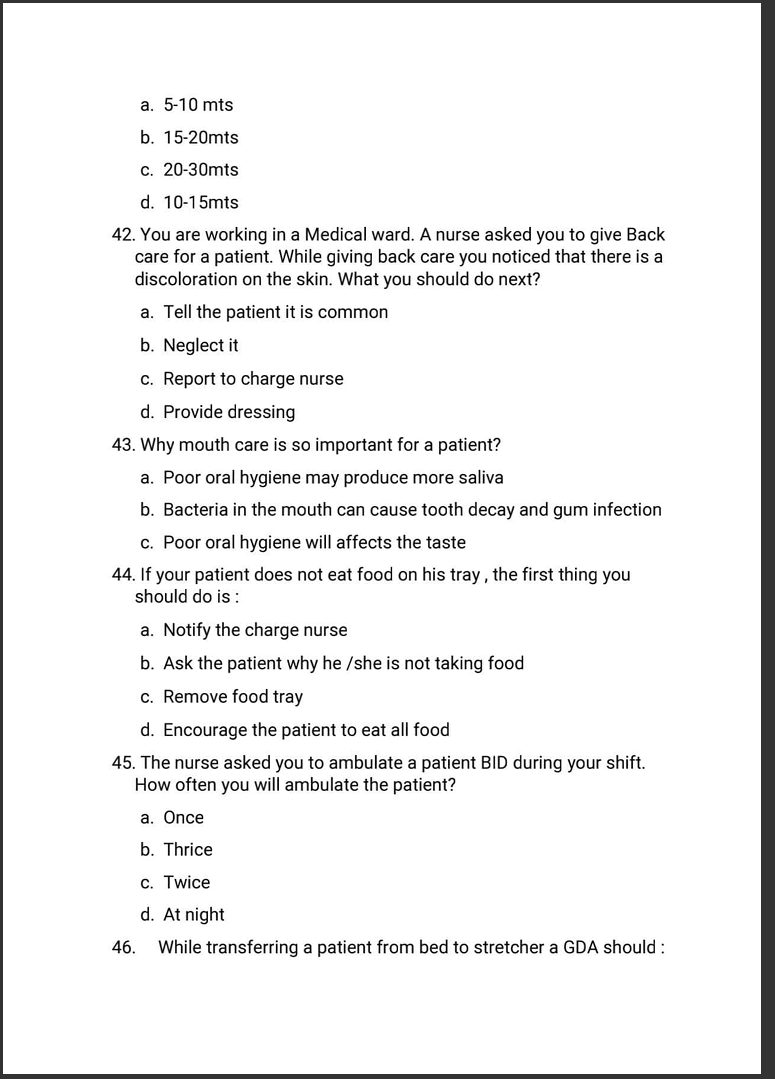 a. 5-10 mts
b. 15-20mts
c. 20-30mts
d. 10-15mts
42. You are working in a Medical ward. A nurse asked you to give Back
care for a patient. While giving back care you noticed that there is a
discoloration on the skin. What you should do next?
a. Tell the patient it is common
b. Neglect it
c. Report to charge nurse
d. Provide dressing
43. Why mouth care is so important for a patient?
a. Poor oral hygiene may produce more saliva
b. Bacteria in the mouth can cause tooth decay and gum infection
c. Poor oral hygiene will affects the taste
44. If your patient does not eat food on his tray , the first thing you
should do is :
a. Notify the charge nurse
b. Ask the patient why he /she is not taking food
c. Remove food tray
d. Encourage the patient to eat all food
45. The nurse asked you to ambulate a patient BID during your shift.
How often you will ambulate the patient?
a. Once
b. Thrice
c. Twice
d. At night
46. While transferring a patient from bed to stretcher a GDA should :